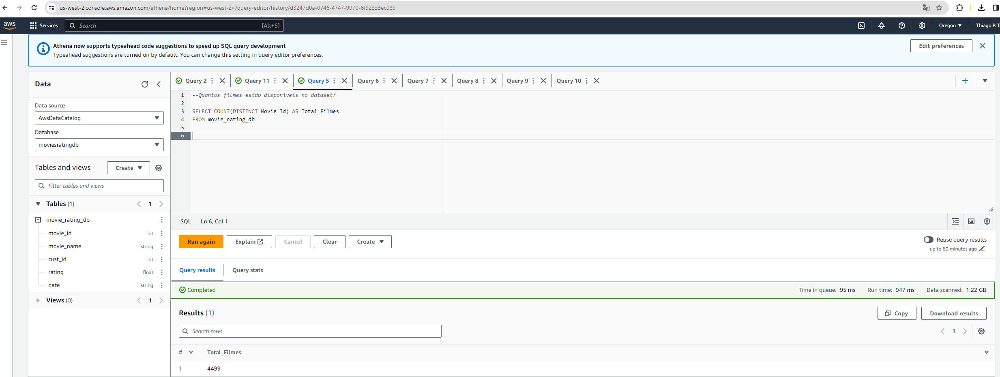 us-west-2.console.aws.amazon.com/athena/home?region=us-west-2#/query-editor/history/d3247d0a-0746-4747-9970-6f92333ec089
aws Services Search [Alt+S] Oregon Thiago B T
Athena now supports typeahead code suggestions to speed up SQL query development
Typeahead suggestions are turned on by default. You can change this setting in query editor preferences.
Edit preferences
Data
Data source
AwsDataCatalog
Database
moviesratingdb
Tables and views Create
Filter tables and views
Tables (1) 1
movie_rating_db
movie_id int
movie_name string
cust_id int
rating float
date string
Views (0) 1
Query 2 Query 11 Query 5 Query 6 Query 7 Query 8 Query 9 Query 10
1 --Quantos filmes estão disponíveis no dataset?
2
3 SELECT COUNT(DISTINCT Movie_Id) AS Total_Filmes
4 FROM movie_rating_db
5
6
SQL Ln 6, Col 1
Run again Explain Cancel Clear Create
Reuse query results
up to 60 minutes ago
Query results Query stats
Completed Time in queue: 95 ms Run time: 947 ms Data scanned: 1.22 GB
Results (1) Copy Download results
Search rows 1
# Total_Filmes
1 4499